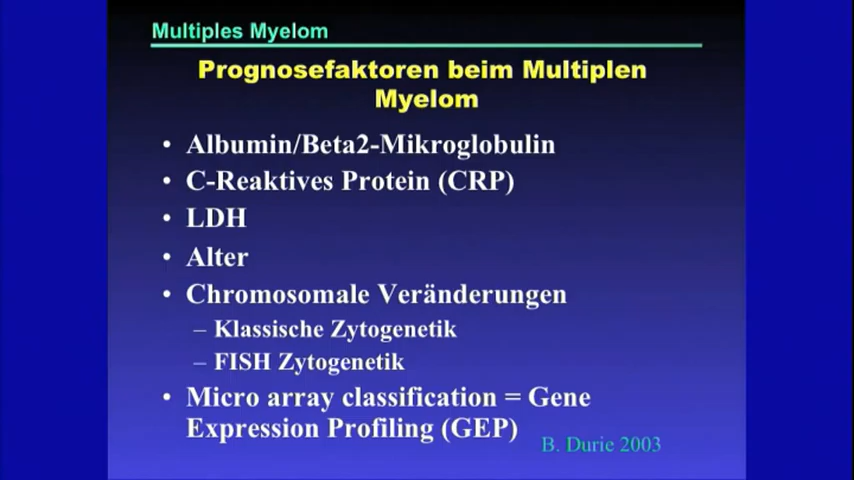 Multiples Myelom
Prognosefaktoren beim Multiplen
Myelom
• Albumin/Beta2-Mikroglobulin
• C-Reaktives Protein (CRP)
• LDH
• Alter
• Chromosomale Veränderungen
– Klassische Zytogenetik
– FISH Zytogenetik
• Micro array classification = Gene
Expression Profiling (GEP)
B. Durie 2003